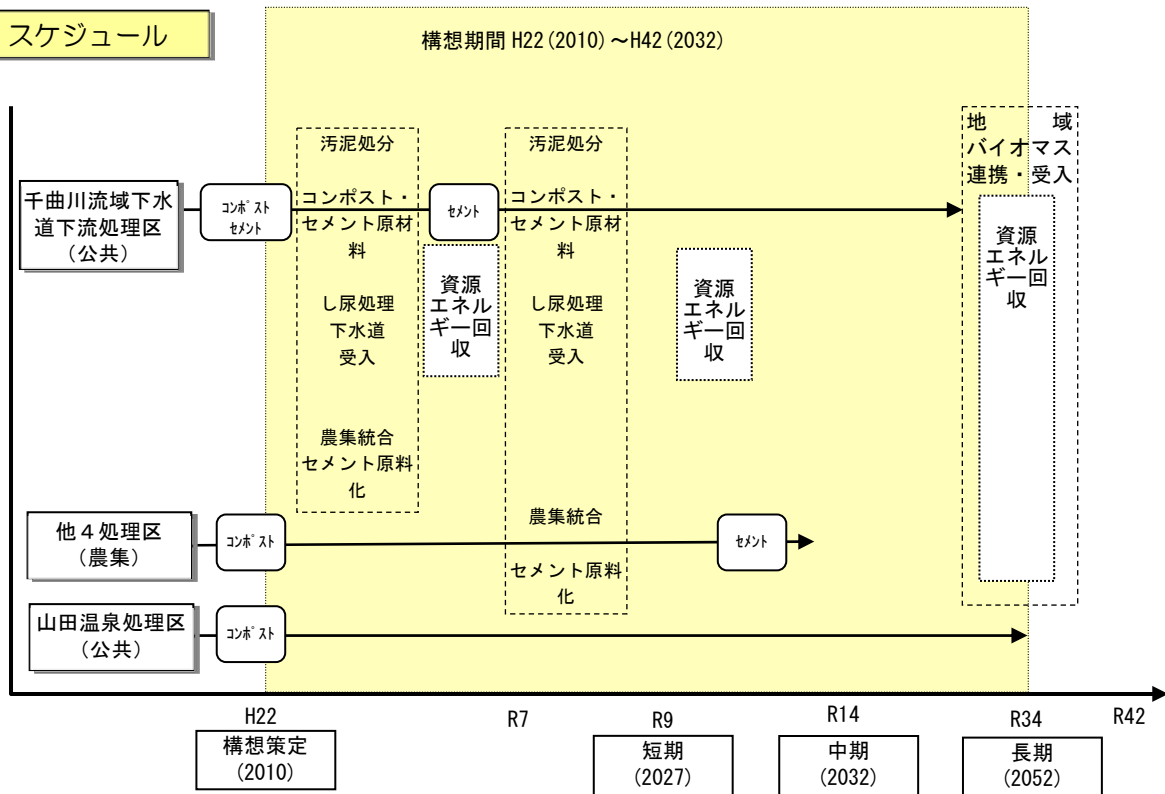 スケジュール
構想期間 H22(2010)～H42(2032)
千曲川流域下水
道下流処理区
（公共）
ｺﾝﾎﾟｽﾄ
ｾﾒﾝﾄ
汚泥処分
コンポスト・
セメント原材
料
し尿処理
下水道
受入
農集統合
セメント原料
化
ｾﾒﾝﾄ
資源
エネル
ギー回
収
汚泥処分
コンポスト・
セメント原材
料
し尿処理
下水道
受入
農集統合
セメント原料
化
資源
エネル
ギー回
収
地　域
バイオマス
連携・受入
資源
エネル
ギー回
収
他４処理区
（農集）
ｺﾝﾎﾟｽﾄ
ｾﾒﾝﾄ
山田温泉処理区
（公共）
ｺﾝﾎﾟｽﾄ
H22
R7
R9
R14
R34
R42
構想策定
(2010)
短期
(2027)
中期
(2032)
長期
(2052)